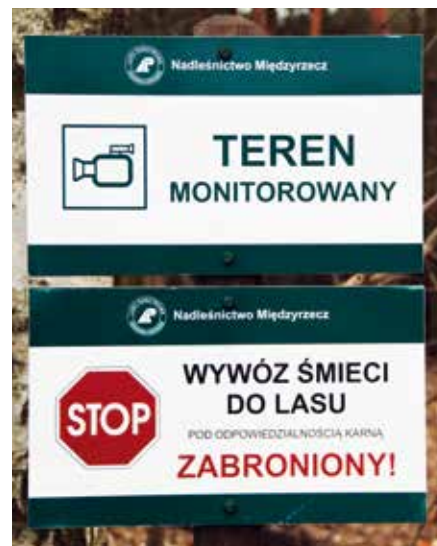 Nadleśnictwo Międzyrzecz
TEREN
MONITOROWANY
Nadleśnictwo Międzyrzecz
STOP
WYWÓZ ŚMIECI
DO LASU
POD ODPOWIEDZIALNOŚCIĄ KARNĄ
ZABRONIONY!